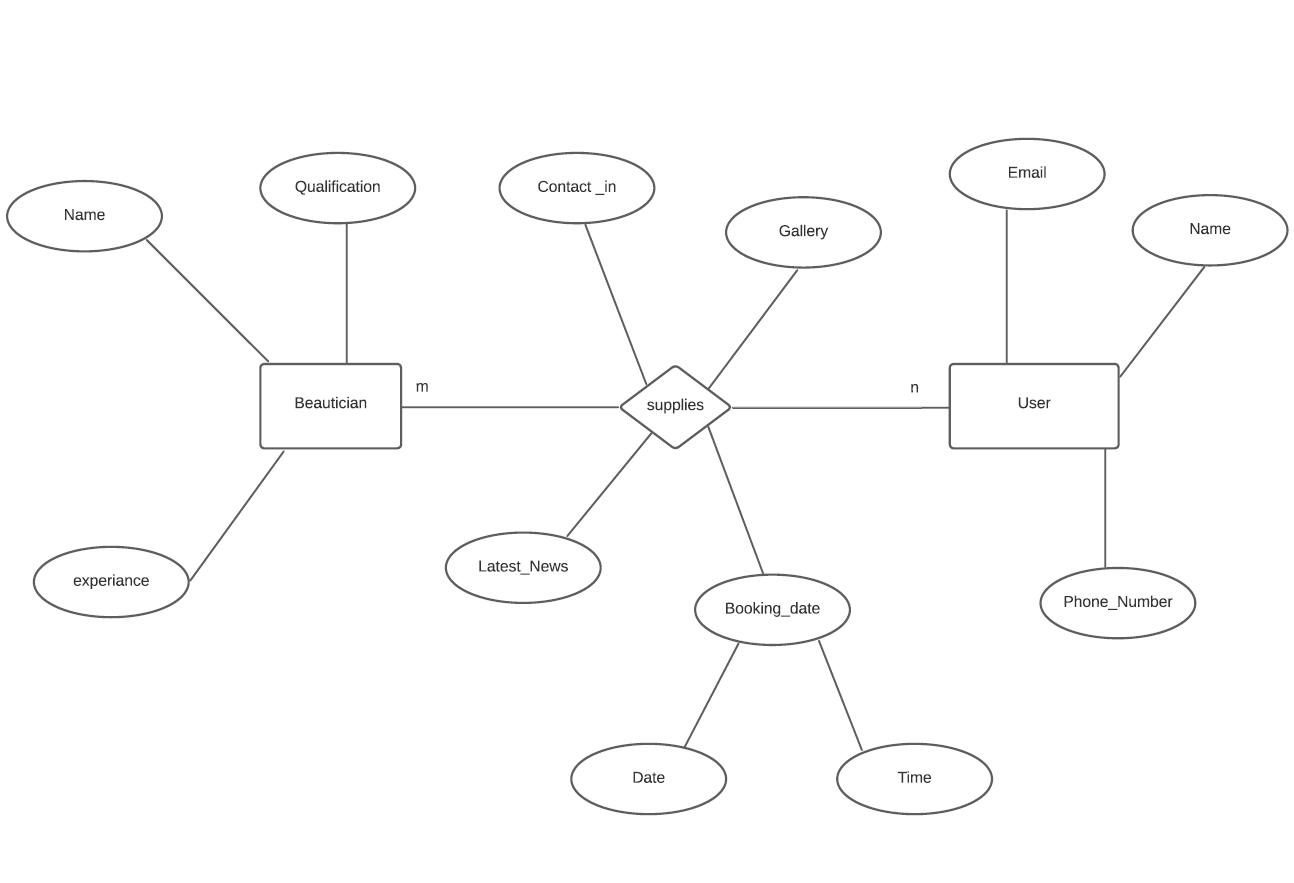 Email
Name
Qualification
Contact _in
Name
Gallery
m
n
Beautician
supplies
User
Latest_News
experiance
Booking_date
Phone_Number
Date
Time